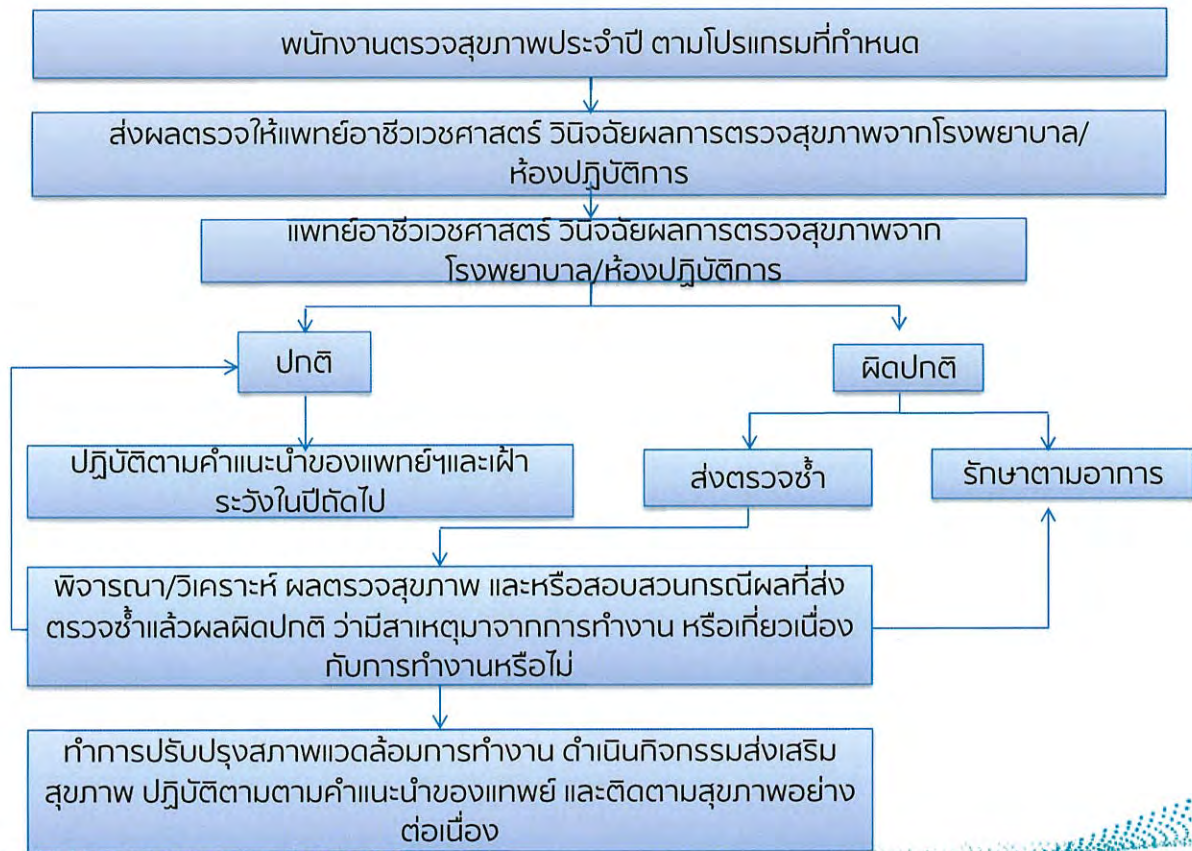 พนักงานตรวจสุขภาพประจำปี ตามโปรแกรมที่กำหนด
ส่งผลตรวจให้แพทย์อาชีวเวชศาสตร์ วินิจฉัยผลการตรวจสุขภาพจากโรงพยาบาล/
ห้องปฏิบัติการ
แพทย์อาชีวเวชศาสตร์ วินิจฉัยผลการตรวจสุขภาพจาก
โรงพยาบาล/ห้องปฏิบัติการ
ปกติ
ผิดปกติ
ปฏิบัติตามคำแนะนำของแพทย์ฯและเฝ้า
ระวังในปีถัดไป
ส่งตรวจซ้ำ
รักษาตามอาการ
พิจารณา/วิเคราะห์ ผลตรวจสุขภาพ และหรือสอบสวนกรณีผลที่ส่ง
ตรวจซ้ำแล้วผลผิดปกติ ว่ามีสาเหตุมาจากการทำงาน หรือเกี่ยวเนื่อง
กับการทำงานหรือไม่
ทำการปรับปรุงสภาพแวดล้อมการทำงาน ดำเนินกิจกรรมส่งเสริม
สุขภาพ ปฏิบัติตามตามคำแนะนำของแทพย์ และติดตามสุขภาพอย่าง
ต่อเนื่อง